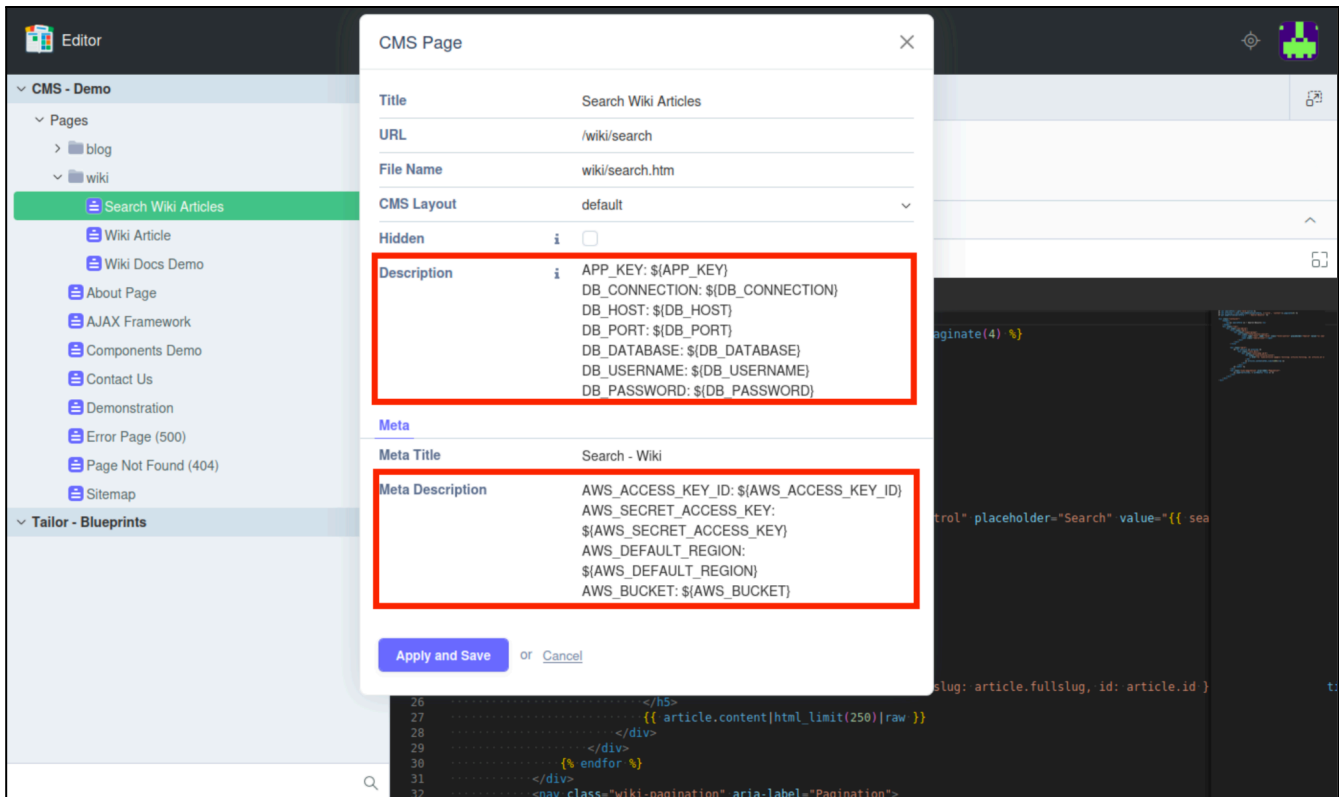 Editor
CMS Page
CMS - Demo
Pages
blog
wiki
Search Wiki Articles
Wiki Article
Wiki Docs Demo
About Page
AJAX Framework
Components Demo
Contact Us
Demonstration
Error Page (500)
Page Not Found (404)
Sitemap
Tailor - Blueprints
Title Search Wiki Articles
URL /wiki/search
File Name wiki/search.htm
CMS Layout default
Hidden i
Description i APP_KEY: ${APP_KEY}
DB_CONNECTION: ${DB_CONNECTION}
DB_HOST: ${DB_HOST}
DB_PORT: ${DB_PORT}
DB_DATABASE: ${DB_DATABASE}
DB_USERNAME: ${DB_USERNAME}
DB_PASSWORD: ${DB_PASSWORD}
Meta
Meta Title Search - Wiki
Meta Description AWS_ACCESS_KEY_ID: ${AWS_ACCESS_KEY_ID}
AWS_SECRET_ACCESS_KEY:
${AWS_SECRET_ACCESS_KEY}
AWS_DEFAULT_REGION:
${AWS_DEFAULT_REGION}
AWS_BUCKET: ${AWS_BUCKET}
Apply and Save or Cancel
aginate(4) %}
trol" placeholder="Search" value="{{ sea
slug: article.fullslug, id: article.id } ti
26 </h5>
27 {{ article.content|html_limit(250)|raw }}
28 </div>
29 </div>
30 {% endfor %}
31 </div>
32 <nav class="wiki-pagination" aria-label="Pagination">